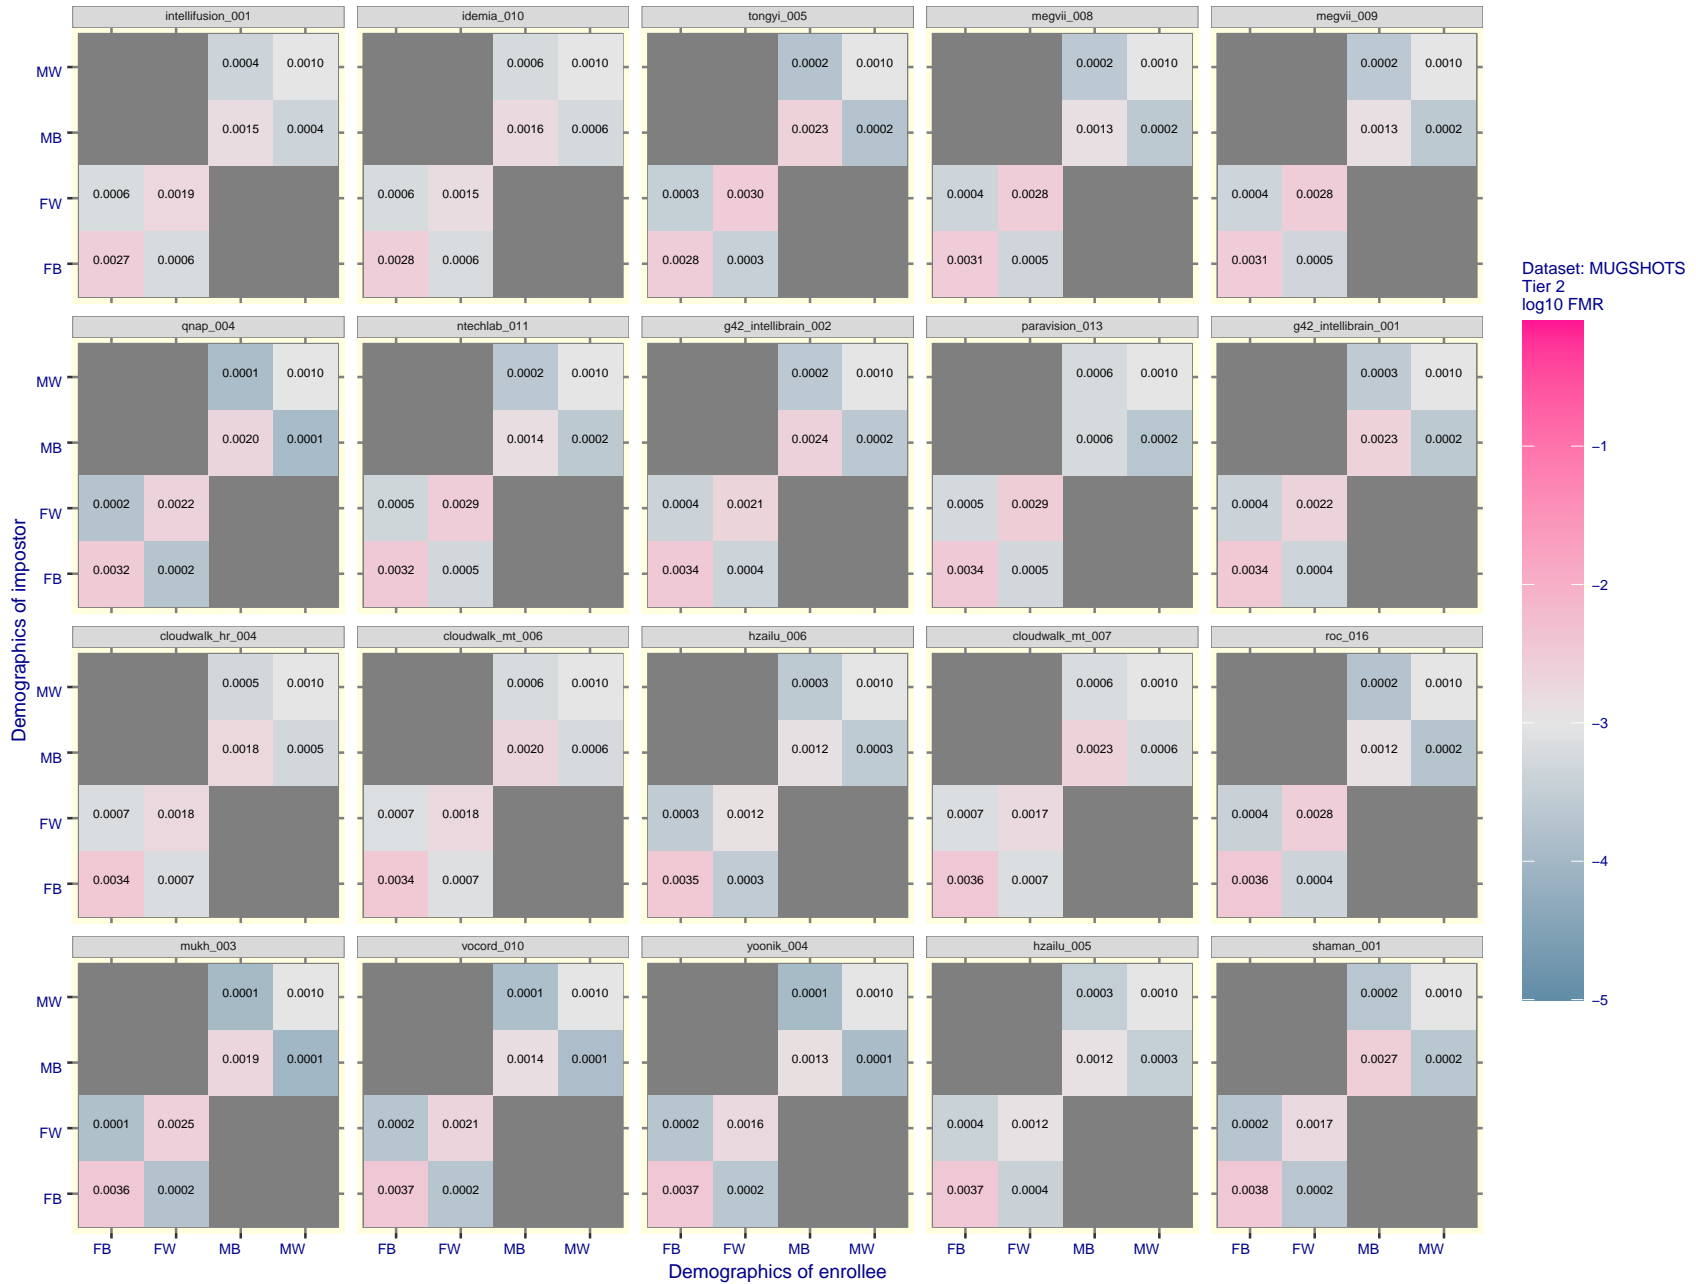 intellifusion_001 idemia_010 tongyi_005 megvii_008 megvii_009
MW 0.0004 0.0010 0.0006 0.0010 0.0002 0.0010 0.0002 0.0010 0.0002 0.0010
MB 0.0015 0.0004 0.0016 0.0006 0.0023 0.0002 0.0013 0.0002 0.0013 0.0002
FW 0.0006 0.0019 0.0006 0.0015 0.0003 0.0030 0.0004 0.0028 0.0004 0.0028
FB 0.0027 0.0006 0.0028 0.0006 0.0028 0.0003 0.0031 0.0005 0.0031 0.0005
qnap_004 ntechlab_011 g42_intellibrain_002 paravision_013 g42_intellibrain_001
MW 0.0001 0.0010 0.0002 0.0010 0.0002 0.0010 0.0006 0.0010 0.0003 0.0010
MB 0.0020 0.0001 0.0014 0.0002 0.0024 0.0002 0.0006 0.0002 0.0023 0.0002
FW 0.0002 0.0022 0.0005 0.0029 0.0004 0.0021 0.0005 0.0029 0.0004 0.0022
FB 0.0032 0.0002 0.0032 0.0005 0.0034 0.0004 0.0034 0.0005 0.0034 0.0004
cloudwalk_hr_004 cloudwalk_mt_006 hzailu_006 cloudwalk_mt_007 roc_016
MW 0.0005 0.0010 0.0006 0.0010 0.0003 0.0010 0.0006 0.0010 0.0002 0.0010
MB 0.0018 0.0005 0.0020 0.0006 0.0012 0.0003 0.0023 0.0006 0.0012 0.0002
FW 0.0007 0.0018 0.0007 0.0018 0.0003 0.0012 0.0007 0.0017 0.0004 0.0028
FB 0.0034 0.0007 0.0034 0.0007 0.0035 0.0003 0.0036 0.0007 0.0036 0.0004
mukh_003 vocord_010 yoonik_004 hzailu_005 shaman_001
MW 0.0001 0.0010 0.0001 0.0010 0.0001 0.0010 0.0003 0.0010 0.0002 0.0010
MB 0.0019 0.0001 0.0014 0.0001 0.0013 0.0001 0.0012 0.0003 0.0027 0.0002
FW 0.0001 0.0025 0.0002 0.0021 0.0002 0.0016 0.0004 0.0012 0.0002 0.0017
FB 0.0036 0.0002 0.0037 0.0002 0.0037 0.0002 0.0037 0.0004 0.0038 0.0002
FB FW MB MW FB FW MB MW FB FW MB MW FB FW MB MW FB FW MB MW
Demographics of enrollee
Demographics of impostor
Dataset: MUGSHOTS
Tier 2
log10 FMR
−1
−2
−3
−4
−5